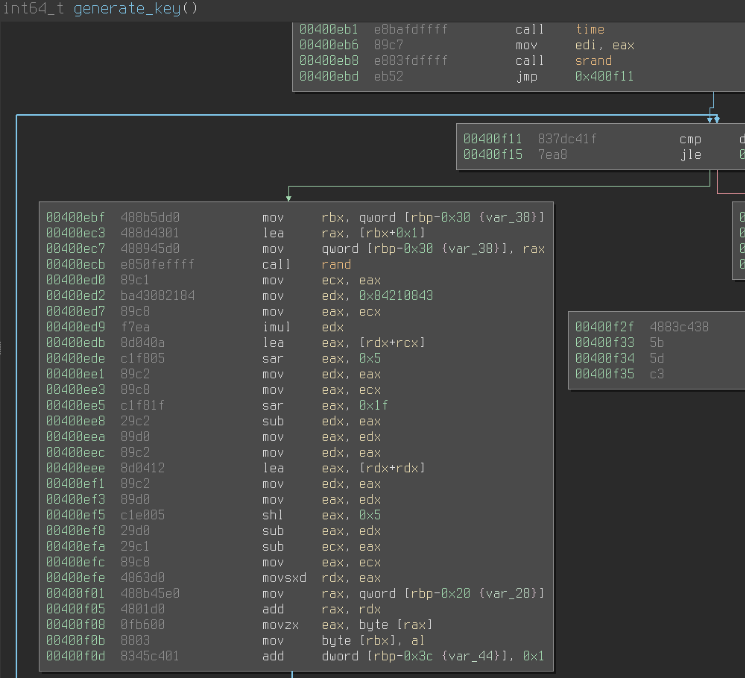 int64_t generate_key()
00400eb1 e8bafdffff call time
00400eb6 89c7 mov edi, eax
00400eb8 e883fdffff call srand
00400ebd eb52 jmp 0x400f11
00400f11 837dc41f cmp d
00400f15 7ea8 jle 0
00400ebf 488b5dd0 mov rbx, qword [rbp-0x30 {var_38}]
00400ec3 488d4301 lea rax, [rbx+0x1]
00400ec7 488945d0 mov qword [rbp-0x30 {var_38}], rax
00400ecb e850feffff call rand
00400ed0 89c1 mov ecx, eax
00400ed2 ba43082184 mov edx, 0x84210843
00400ed7 89c8 mov eax, ecx
00400ed9 f7ea imul edx
00400edb 8d040a lea eax, [rdx+rcx]
00400ede c1f805 sar eax, 0x5
00400ee1 89c2 mov edx, eax
00400ee3 89c8 mov eax, ecx
00400ee5 c1f81f sar eax, 0x1f
00400ee8 29c2 sub edx, eax
00400eea 89d0 mov eax, edx
00400eec 89c2 mov edx, eax
00400eee 8d0412 lea eax, [rdx+rdx]
00400ef1 89c2 mov edx, eax
00400ef3 89d0 mov eax, edx
00400ef5 c1e005 shl eax, 0x5
00400ef8 29d0 sub eax, edx
00400efa 29c1 sub ecx, eax
00400efc 89c8 mov eax, ecx
00400efe 4863d0 movsxd rdx, eax
00400f01 488b45e0 mov rax, qword [rbp-0x20 {var_28}]
00400f05 4801d0 add rax, rdx
00400f08 0fb600 movzx eax, byte [rax]
00400f0b 8803 mov byte [rbx], al
00400f0d 8345c401 add dword [rbp-0x3c {var_44}], 0x1
0
0
0
0
00400f2f 4883c438
00400f33 5b
00400f34 5d
00400f35 c3